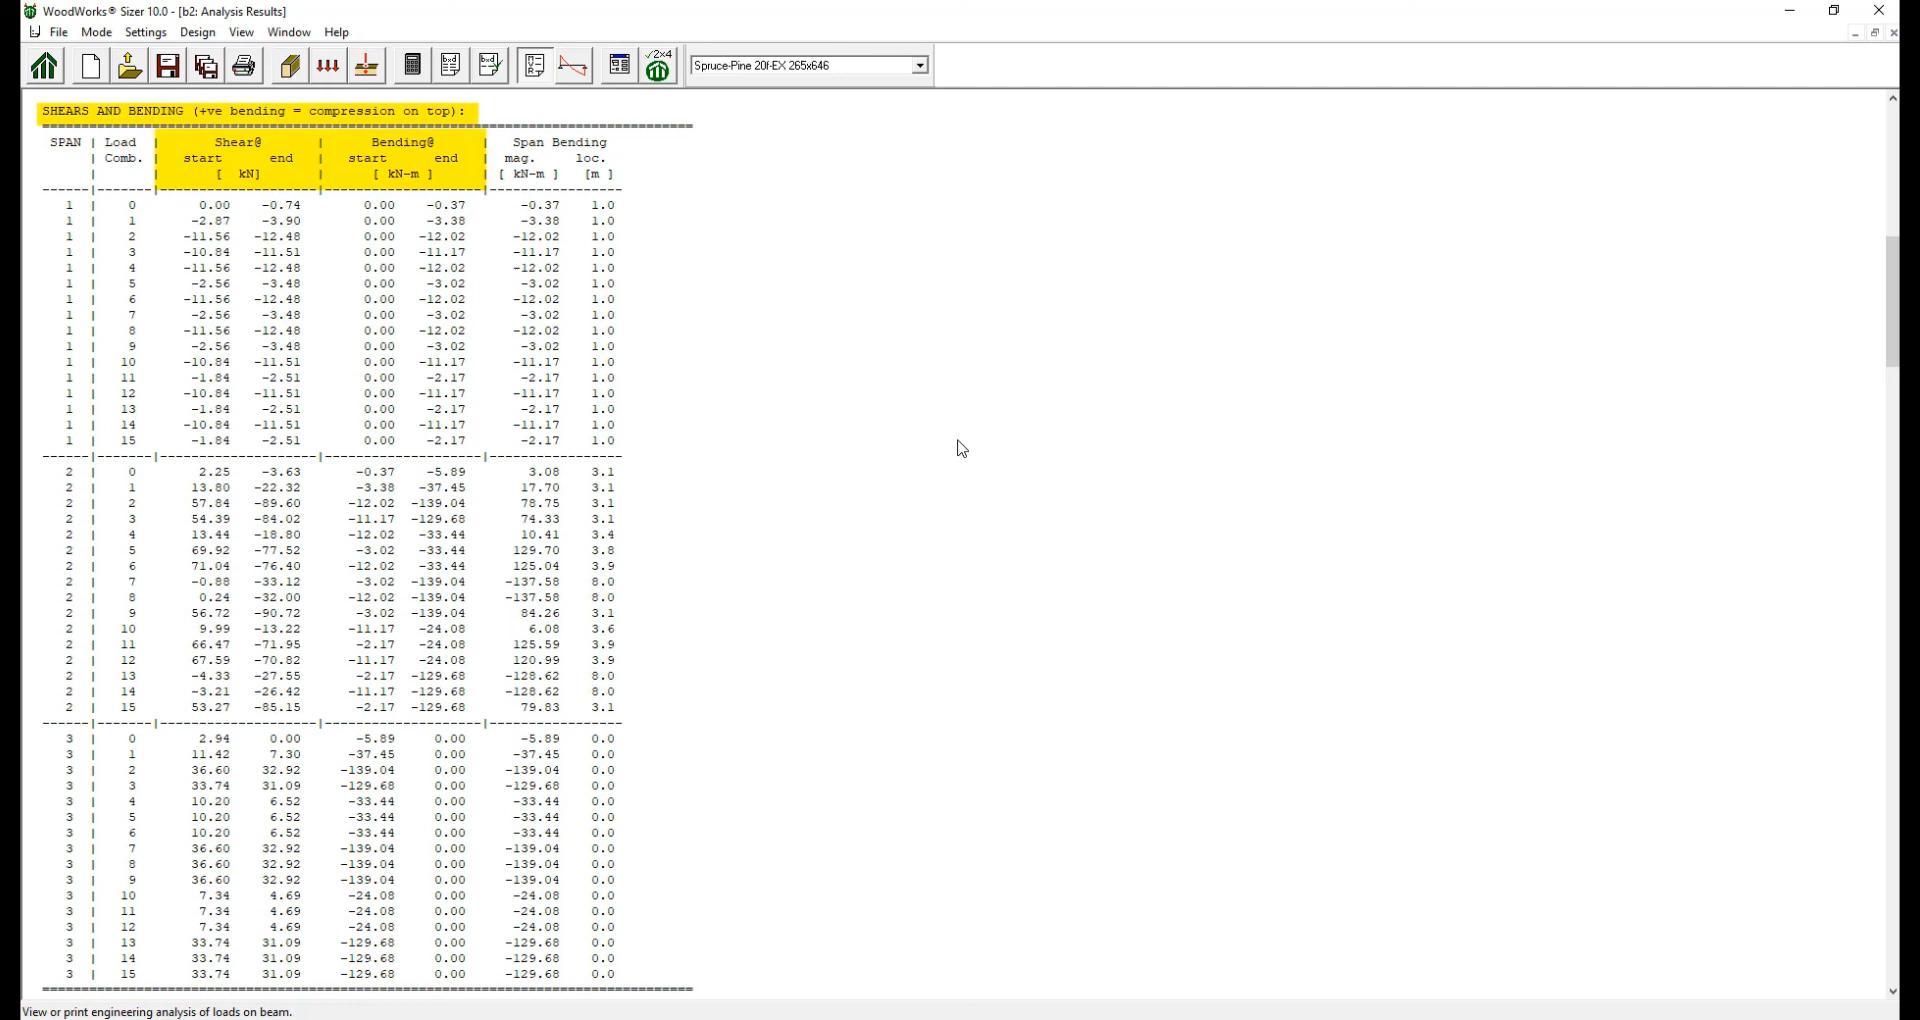 WoodWorks® Sizer 10.0 - [b2: Analysis Results]
File Mode Settings Design View Window Help
Spruce-Pine 20f-EX 265x646
SHEARS AND BENDING (+ve bending = compression on top):
==================================================================================
SPAN | Load | Shear@ | Bending@ | Span Bending
| Comb. | start end | start end | mag. loc.
| | [ kN] | [ kN-m ] | [ kN-m ] [m ]
------|-------|--------------------|--------------------|-----------------
1 | 0 0.00 -0.74 0.00 -0.37 -0.37 1.0
1 | 1 -2.87 -3.90 0.00 -3.38 -3.38 1.0
1 | 2 -11.56 -12.48 0.00 -12.02 -12.02 1.0
1 | 3 -10.84 -11.51 0.00 -11.17 -11.17 1.0
1 | 4 -11.56 -12.48 0.00 -12.02 -12.02 1.0
1 | 5 -2.56 -3.48 0.00 -3.02 -3.02 1.0
1 | 6 -11.56 -12.48 0.00 -12.02 -12.02 1.0
1 | 7 -2.56 -3.48 0.00 -3.02 -3.02 1.0
1 | 8 -11.56 -12.48 0.00 -12.02 -12.02 1.0
1 | 9 -2.56 -3.48 0.00 -3.02 -3.02 1.0
1 | 10 -10.84 -11.51 0.00 -11.17 -11.17 1.0
1 | 11 -1.84 -2.51 0.00 -2.17 -2.17 1.0
1 | 12 -10.84 -11.51 0.00 -11.17 -11.17 1.0
1 | 13 -1.84 -2.51 0.00 -2.17 -2.17 1.0
1 | 14 -10.84 -11.51 0.00 -11.17 -11.17 1.0
1 | 15 -1.84 -2.51 0.00 -2.17 -2.17 1.0
------|-------|--------------------|--------------------|-----------------
2 | 0 2.25 -3.63 -0.37 -5.89 3.08 3.1
2 | 1 13.80 -22.32 -3.38 -37.45 17.70 3.1
2 | 2 57.84 -89.60 -12.02 -139.04 78.75 3.1
2 | 3 54.39 -84.02 -11.17 -129.68 74.33 3.1
2 | 4 13.44 -18.80 -12.02 -33.44 10.41 3.4
2 | 5 69.92 -77.52 -3.02 -33.44 129.70 3.8
2 | 6 71.04 -76.40 -12.02 -33.44 125.04 3.9
2 | 7 -0.88 -33.12 -3.02 -139.04 -137.58 8.0
2 | 8 0.24 -32.00 -12.02 -139.04 -137.58 8.0
2 | 9 56.72 -90.72 -3.02 -139.04 84.26 3.1
2 | 10 9.99 -13.22 -11.17 -24.08 6.08 3.6
2 | 11 66.47 -71.95 -2.17 -24.08 125.59 3.9
2 | 12 67.59 -70.82 -11.17 -24.08 120.99 3.9
2 | 13 -4.33 -27.55 -2.17 -129.68 -128.62 8.0
2 | 14 -3.21 -26.42 -11.17 -129.68 -128.62 8.0
2 | 15 53.27 -85.15 -2.17 -129.68 79.83 3.1
------|-------|--------------------|--------------------|-----------------
3 | 0 2.94 0.00 -5.89 0.00 -5.89 0.0
3 | 1 11.42 7.30 -37.45 0.00 -37.45 0.0
3 | 2 36.60 32.92 -139.04 0.00 -139.04 0.0
3 | 3 33.74 31.09 -129.68 0.00 -129.68 0.0
3 | 4 10.20 6.52 -33.44 0.00 -33.44 0.0
3 | 5 10.20 6.52 -33.44 0.00 -33.44 0.0
3 | 6 10.20 6.52 -33.44 0.00 -33.44 0.0
3 | 7 36.60 32.92 -139.04 0.00 -139.04 0.0
3 | 8 36.60 32.92 -139.04 0.00 -139.04 0.0
3 | 9 36.60 32.92 -139.04 0.00 -139.04 0.0
3 | 10 7.34 4.69 -24.08 0.00 -24.08 0.0
3 | 11 7.34 4.69 -24.08 0.00 -24.08 0.0
3 | 12 7.34 4.69 -24.08 0.00 -24.08 0.0
3 | 13 33.74 31.09 -129.68 0.00 -129.68 0.0
3 | 14 33.74 31.09 -129.68 0.00 -129.68 0.0
3 | 15 33.74 31.09 -129.68 0.00 -129.68 0.0
==================================================================================
View or print engineering analysis of loads on beam.